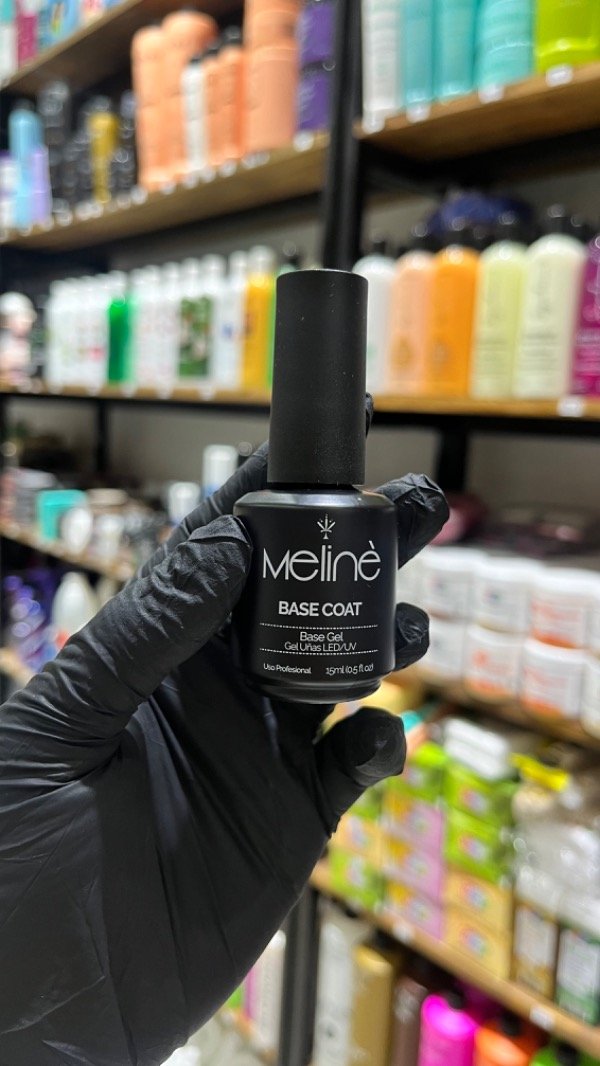 Melinè
BASE COAT
Base Gel
Gel Uñas LED/UV
Uso Profesional 15ml (0.5 fl oz)